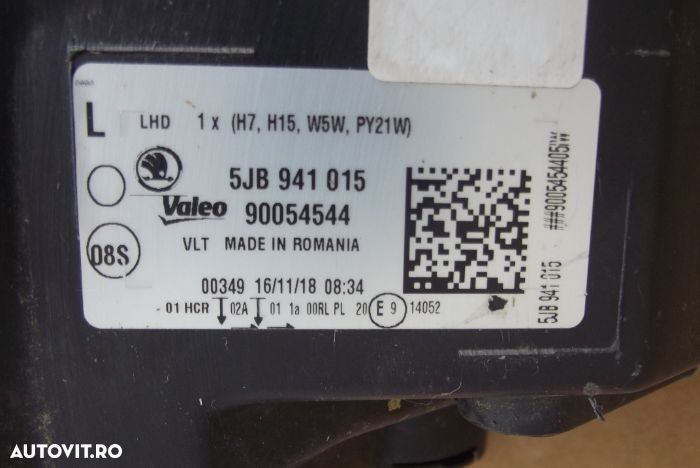 L LHD 1 x (H7, H15, W5W, PY21W)
5JB 941 015
Valeo 90054544
08S
VLT MADE IN ROMANIA
00349 16/11/18 08:34
01 HCR 02A 01 1a 00RL PL 20 E 9 14052
5JB 941 015
AUTOVIT.RO